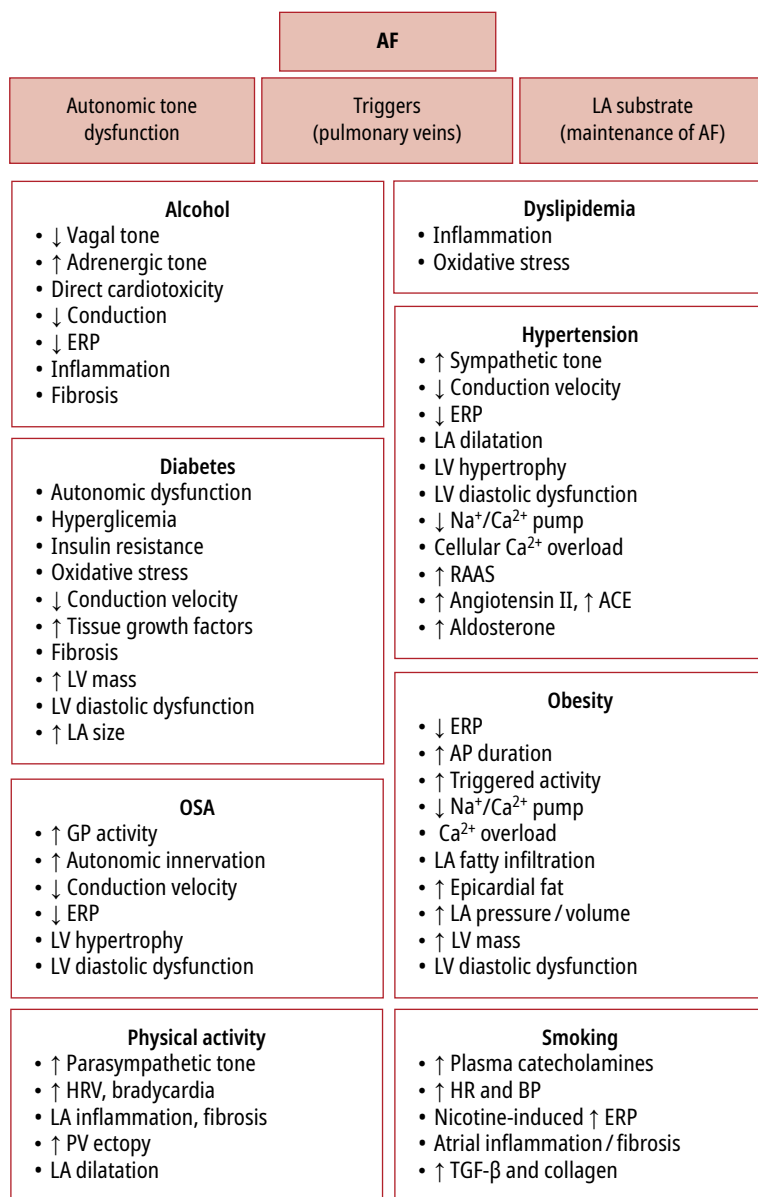 AF
Autonomic tone
dysfunction
Triggers
(pulmonary veins)
LA substrate
(maintenance of AF)
Alcohol
• ↓ Vagal tone
• ↑ Adrenergic tone
• Direct cardiotoxicity
• ↓ Conduction
• ↓ ERP
• Inflammation
• Fibrosis
Diabetes
• Autonomic dysfunction
• Hyperglicemia
• Insulin resistance
• Oxidative stress
• ↓ Conduction velocity
• ↑ Tissue growth factors
• Fibrosis
• ↑ LV mass
• LV diastolic dysfunction
• ↑ LA size
OSA
• ↑ GP activity
• ↑ Autonomic innervation
• ↓ Conduction velocity
• ↓ ERP
• LV hypertrophy
• LV diastolic dysfunction
Physical activity
• ↑ Parasympathetic tone
• ↑ HRV, bradycardia
• LA inflammation, fibrosis
• ↑ PV ectopy
• LA dilatation
Dyslipidemia
• Inflammation
• Oxidative stress
Hypertension
• ↑ Sympathetic tone
• ↓ Conduction velocity
• ↓ ERP
• LA dilatation
• LV hypertrophy
• LV diastolic dysfunction
• ↓ Na⁺/Ca²⁺ pump
• Cellular Ca²⁺ overload
• ↑ RAAS
• ↑ Angiotensin II, ↑ ACE
• ↑ Aldosterone
Obesity
• ↓ ERP
• ↑ AP duration
• ↑ Triggered activity
• ↓ Na⁺/Ca²⁺ pump
• Ca²⁺ overload
• LA fatty infiltration
• ↑ Epicardial fat
• ↑ LA pressure / volume
• ↑ LV mass
• LV diastolic dysfunction
Smoking
• ↑ Plasma catecholamines
• ↑ HR and BP
• Nicotine-induced ↑ ERP
• Atrial inflammation / fibrosis
• ↑ TGF-β and collagen